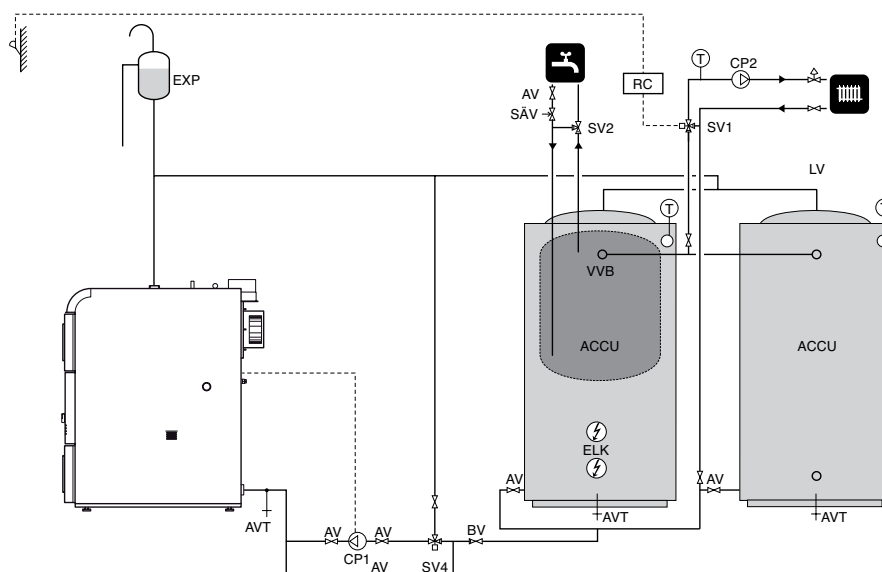 EXP
AV
SÄV
SV2
RC
T
CP2
SV1
LV
T
T
VVB
ACCU
ACCU
ELK
AV
AV
AVT
AVT
AVT
AV
AV
CP1
AV
SV4
BV